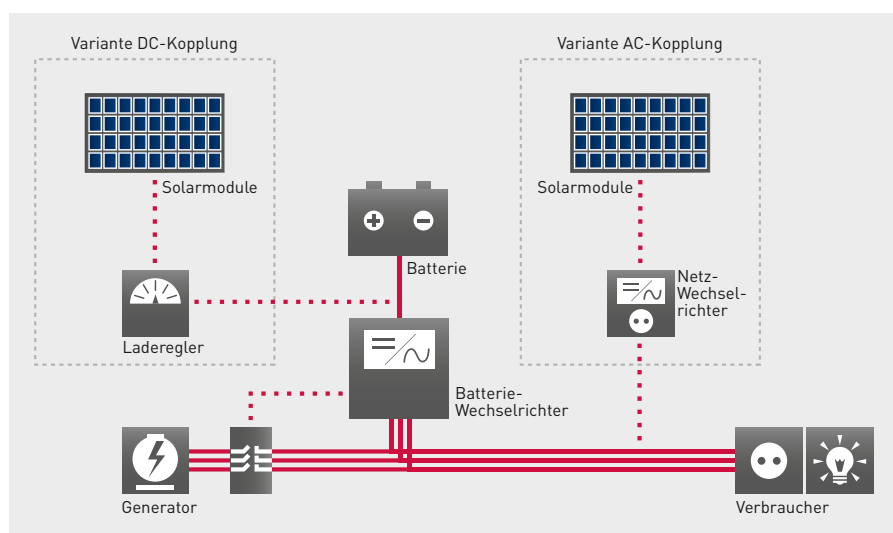 Variante DC-Kopplung
Variante AC-Kopplung
Solarmodule
Solarmodule
Batterie
Netz-
Wechsel-
richter
Laderegler
Batterie-
Wechselrichter
Generator
Verbraucher